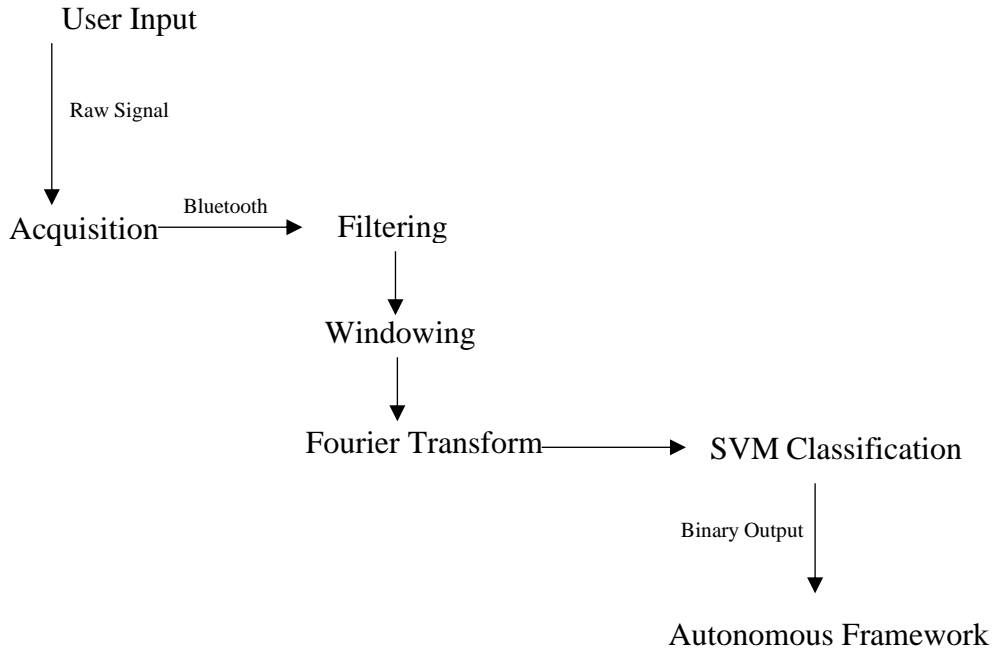 User Input
Raw Signal
Acquisition
Bluetooth
Filtering
Windowing
Fourier Transform
SVM Classification
Binary Output
Autonomous Framework